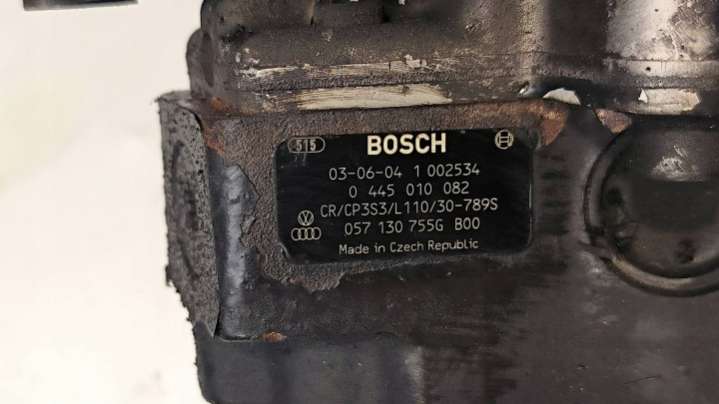 515 BOSCH
03-06-04 1 002534
0 445 010 082
CR/CP3S3/L110/30-789S
057 130 755G B00
Made in Czech Republic